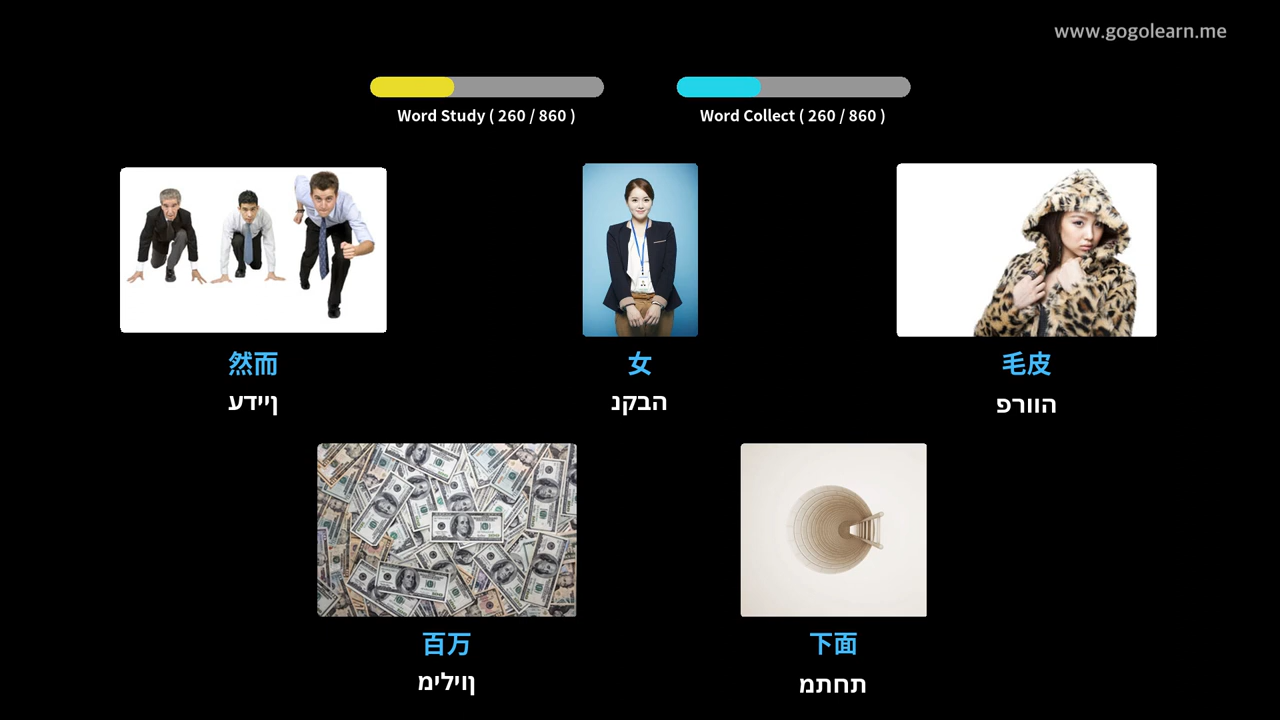 www.gogolearn.me
Word Study ( 260 / 860 )
Word Collect ( 260 / 860 )
然而
עדיין
女
נקבה
毛皮
פרווה
百万
מיליון
下面
מתחת